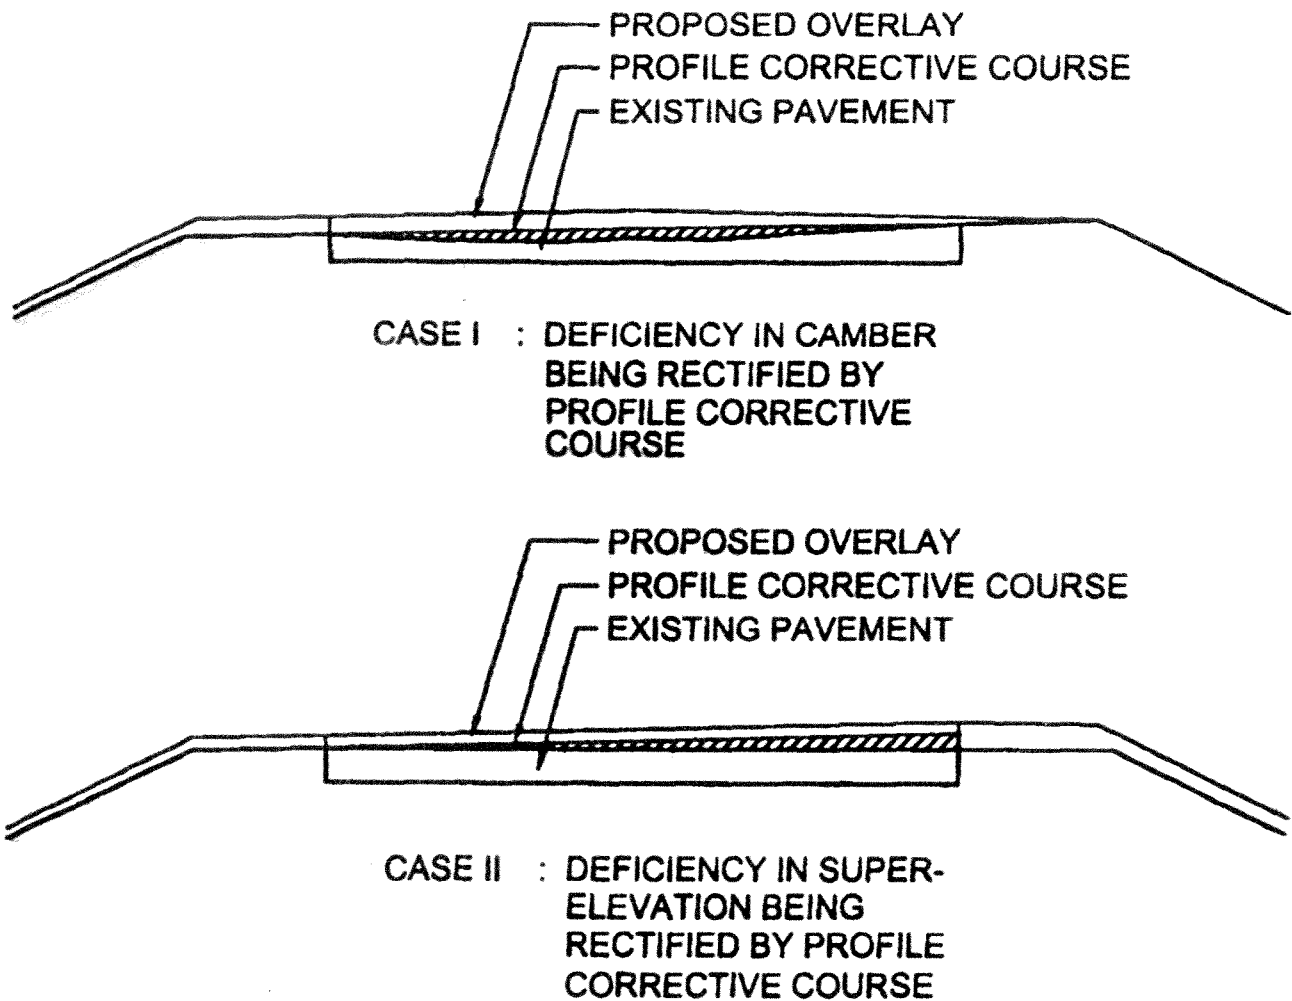 PROPOSED OVERLAY
PROFILE CORRECTIVE COURSE
EXISTING PAVEMENT
CASE I : DEFICIENCY IN CAMBER
BEING RECTIFIED BY
PROFILE CORRECTIVE
COURSE
PROPOSED OVERLAY
PROFILE CORRECTIVE COURSE
EXISTING PAVEMENT
CASE II : DEFICIENCY IN SUPER-
ELEVATION BEING
RECTIFIED BY PROFILE
CORRECTIVE COURSE